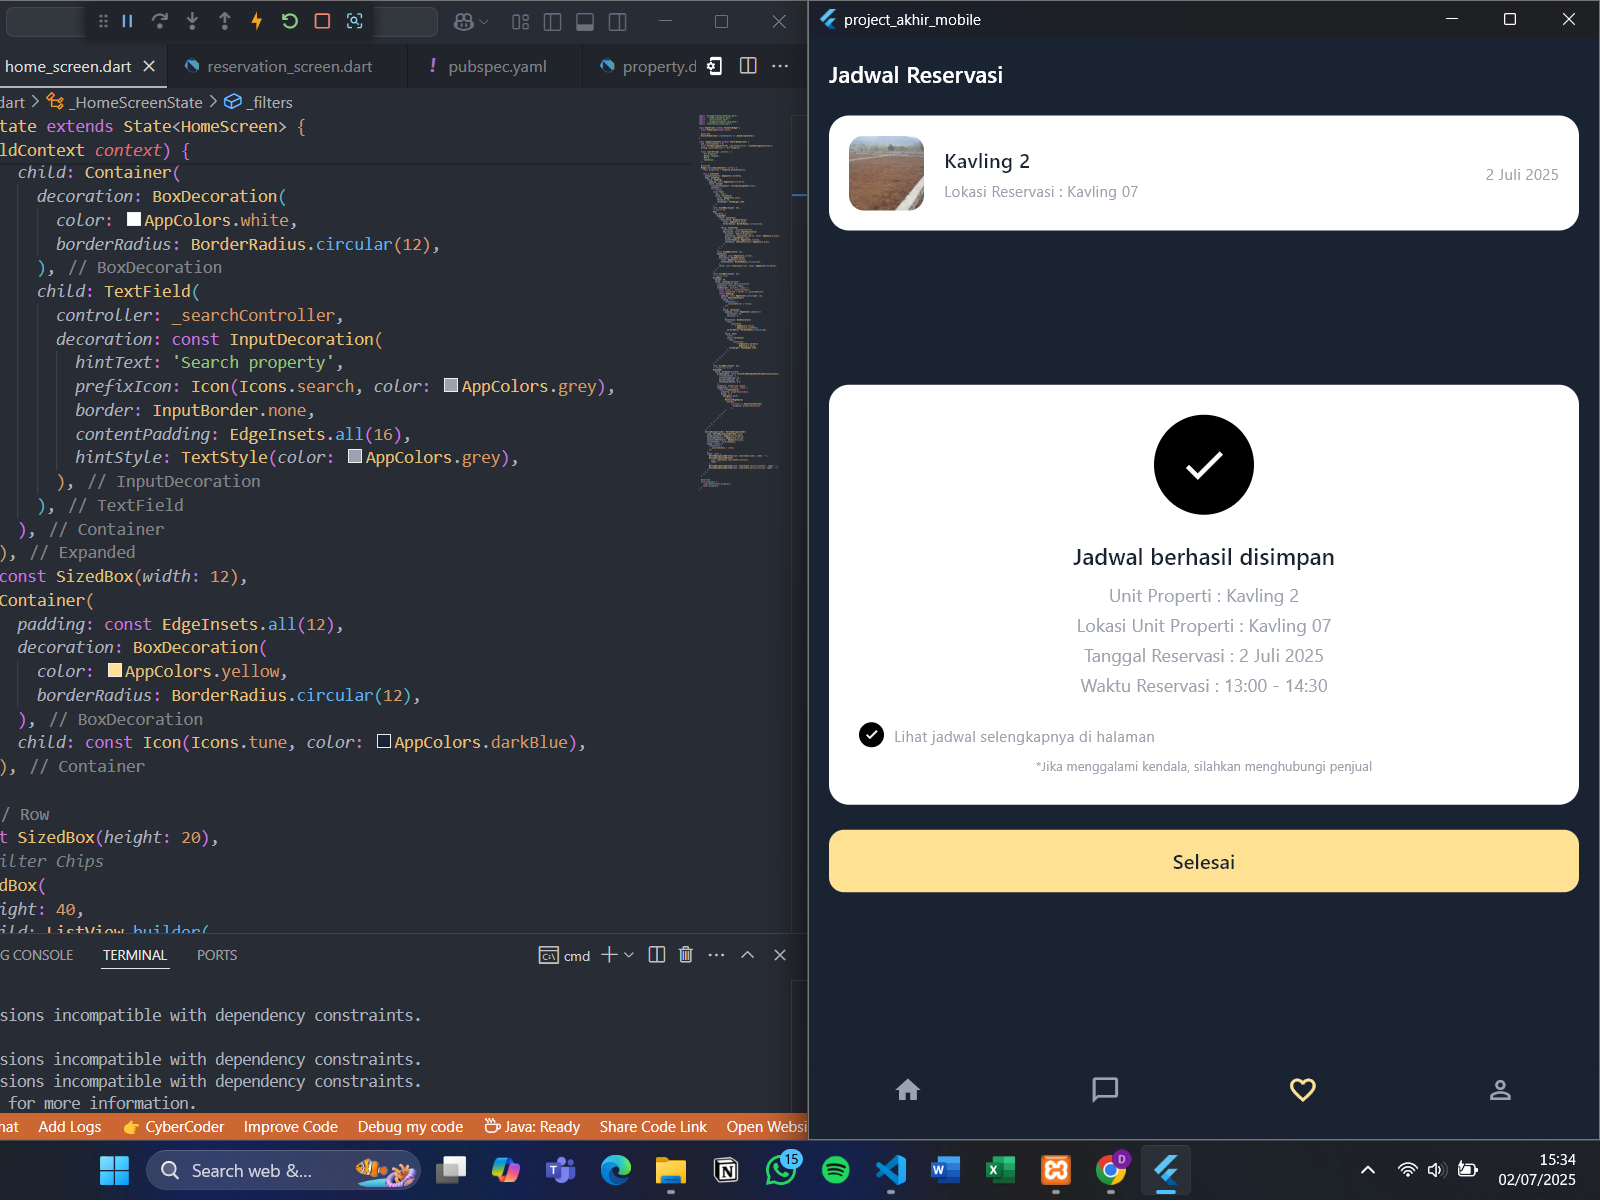 home_screen.dart
reservation_screen.dart
! pubspec.yaml
property.d
dart > _HomeScreenState > _filters
tate extends State<HomeScreen> {
ldContext context) {
child: Container(
decoration: BoxDecoration(
color: AppColors.white,
borderRadius: BorderRadius.circular(12),
), // BoxDecoration
child: TextField(
controller: _searchController,
decoration: const InputDecoration(
hintText: 'Search property',
prefixIcon: Icon(Icons.search, color: AppColors.grey),
border: InputBorder.none,
contentPadding: EdgeInsets.all(16),
hintStyle: TextStyle(color: AppColors.grey),
), // InputDecoration
), // TextField
), // Container
), // Expanded
const SizedBox(width: 12),
Container(
padding: const EdgeInsets.all(12),
decoration: BoxDecoration(
color: AppColors.yellow,
borderRadius: BorderRadius.circular(12),
), // BoxDecoration
child: const Icon(Icons.tune, color: AppColors.darkBlue),
), // Container
/ Row
t SizedBox(height: 20),
ilter Chips
dBox(
ight: 40,
ild: ListView.builder(
G CONSOLE
TERMINAL
PORTS
cmd
sions incompatible with dependency constraints.
sions incompatible with dependency constraints.
sions incompatible with dependency constraints.
for more information.
hat
Add Logs
CyberCoder
Improve Code
Debug my code
Java: Ready
Share Code Link
Open Websi
project_akhir_mobile
Jadwal Reservasi
Kavling 2
Lokasi Reservasi : Kavling 07
2 Juli 2025
Jadwal berhasil disimpan
Unit Properti : Kavling 2
Lokasi Unit Properti : Kavling 07
Tanggal Reservasi : 2 Juli 2025
Waktu Reservasi : 13:00 - 14:30
Lihat jadwal selengkapnya di halaman
*Jika menggalami kendala, silahkan menghubungi penjual
Selesai
Search web &...
15
D
15:34
02/07/2025